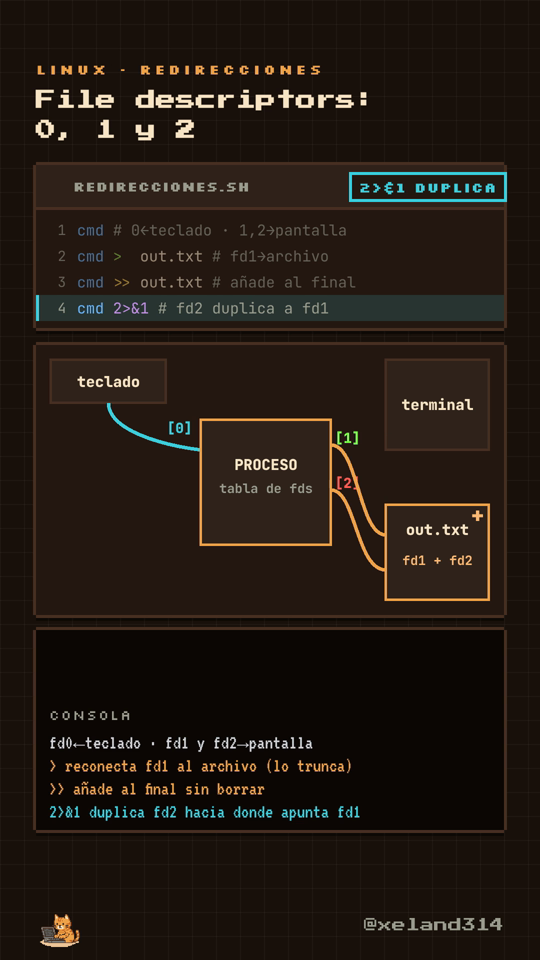 LINUX - REDIRECCIONES
File descriptors:
0, 1 y 2
REDIRECCIONES.SH
2>&1 DUPLICA
1 cmd # 0←teclado · 1,2→pantalla
2 cmd >  out.txt # fd1→archivo
3 cmd >> out.txt # añade al final
4 cmd 2>&1 # fd2 duplica a fd1
teclado
terminal
[0]
[1]
PROCESO
tabla de fds
[2]
+
out.txt
fd1 + fd2
CONSOLA
fd0←teclado · fd1 y fd2→pantalla
> reconecta fd1 al archivo (lo trunca)
>> añade al final sin borrar
2>&1 duplica fd2 hacia donde apunta fd1
@xeland314